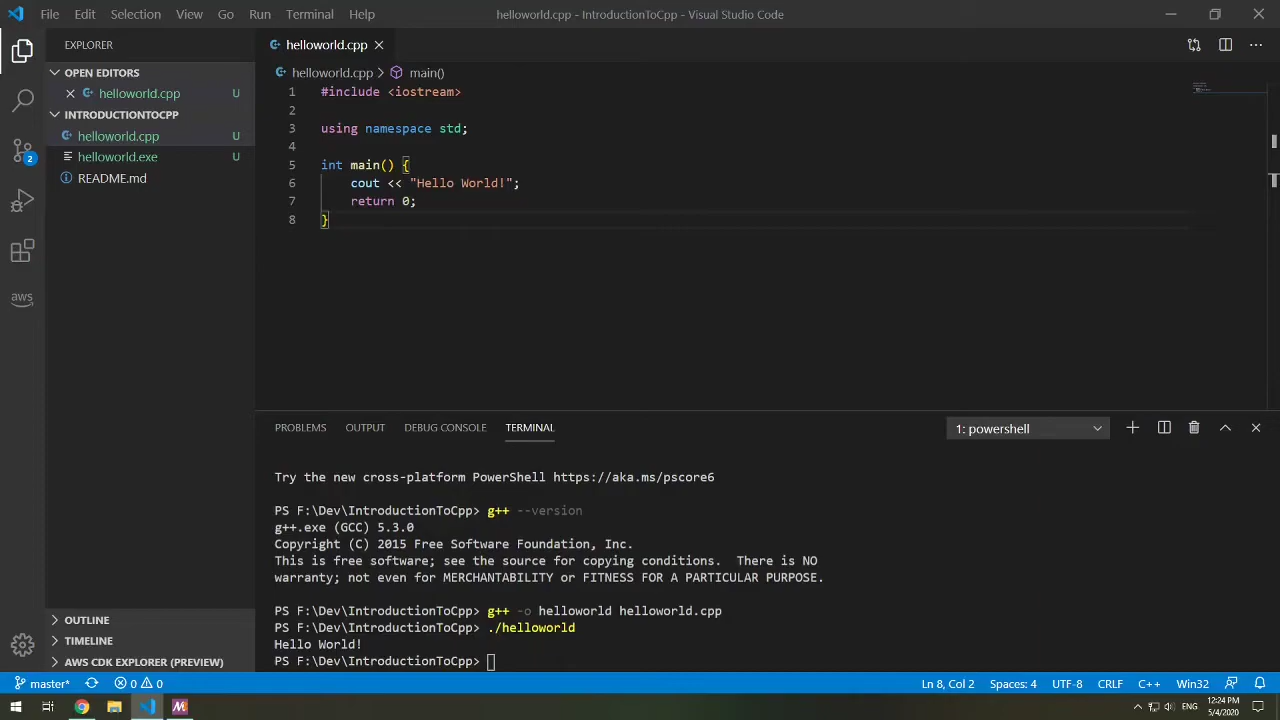 File Edit Selection View Go Run Terminal Help helloworld.cpp - IntroductionToCpp - Visual Studio Code
EXPLORER
OPEN EDITORS
helloworld.cpp U
INTRODUCTIONTOCPP
helloworld.cpp U
helloworld.exe U
README.md
2
aws
OUTLINE
TIMELINE
AWS CDK EXPLORER (PREVIEW)
helloworld.cpp
helloworld.cpp > main()
1 #include <iostream>
2
3 using namespace std;
4
5 int main() {
6 cout << "Hello World!";
7 return 0;
8 }
PROBLEMS OUTPUT DEBUG CONSOLE TERMINAL 1: powershell
Try the new cross-platform PowerShell https://aka.ms/pscore6
PS F:\Dev\IntroductionToCpp> g++ --version
g++.exe (GCC) 5.3.0
Copyright (C) 2015 Free Software Foundation, Inc.
This is free software; see the source for copying conditions.  There is NO
warranty; not even for MERCHANTABILITY or FITNESS FOR A PARTICULAR PURPOSE.
PS F:\Dev\IntroductionToCpp> g++ -o helloworld helloworld.cpp
PS F:\Dev\IntroductionToCpp> ./helloworld
Hello World!
PS F:\Dev\IntroductionToCpp>
master* 0 0 Ln 8, Col 2 Spaces: 4 UTF-8 CRLF C++ Win32
ENG 12:24 PM
5/4/2020